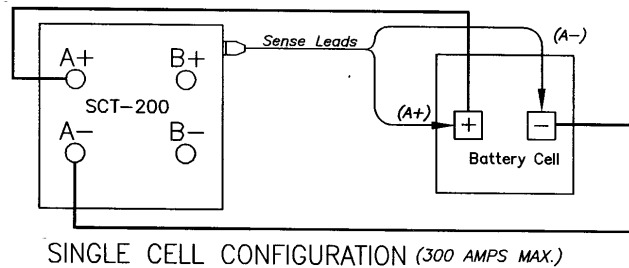 A+ B+
Sense Leads
(A-)
SCT-200
(A+)
+ -
A- B-
Battery Cell
SINGLE CELL CONFIGURATION (300 AMPS MAX.)